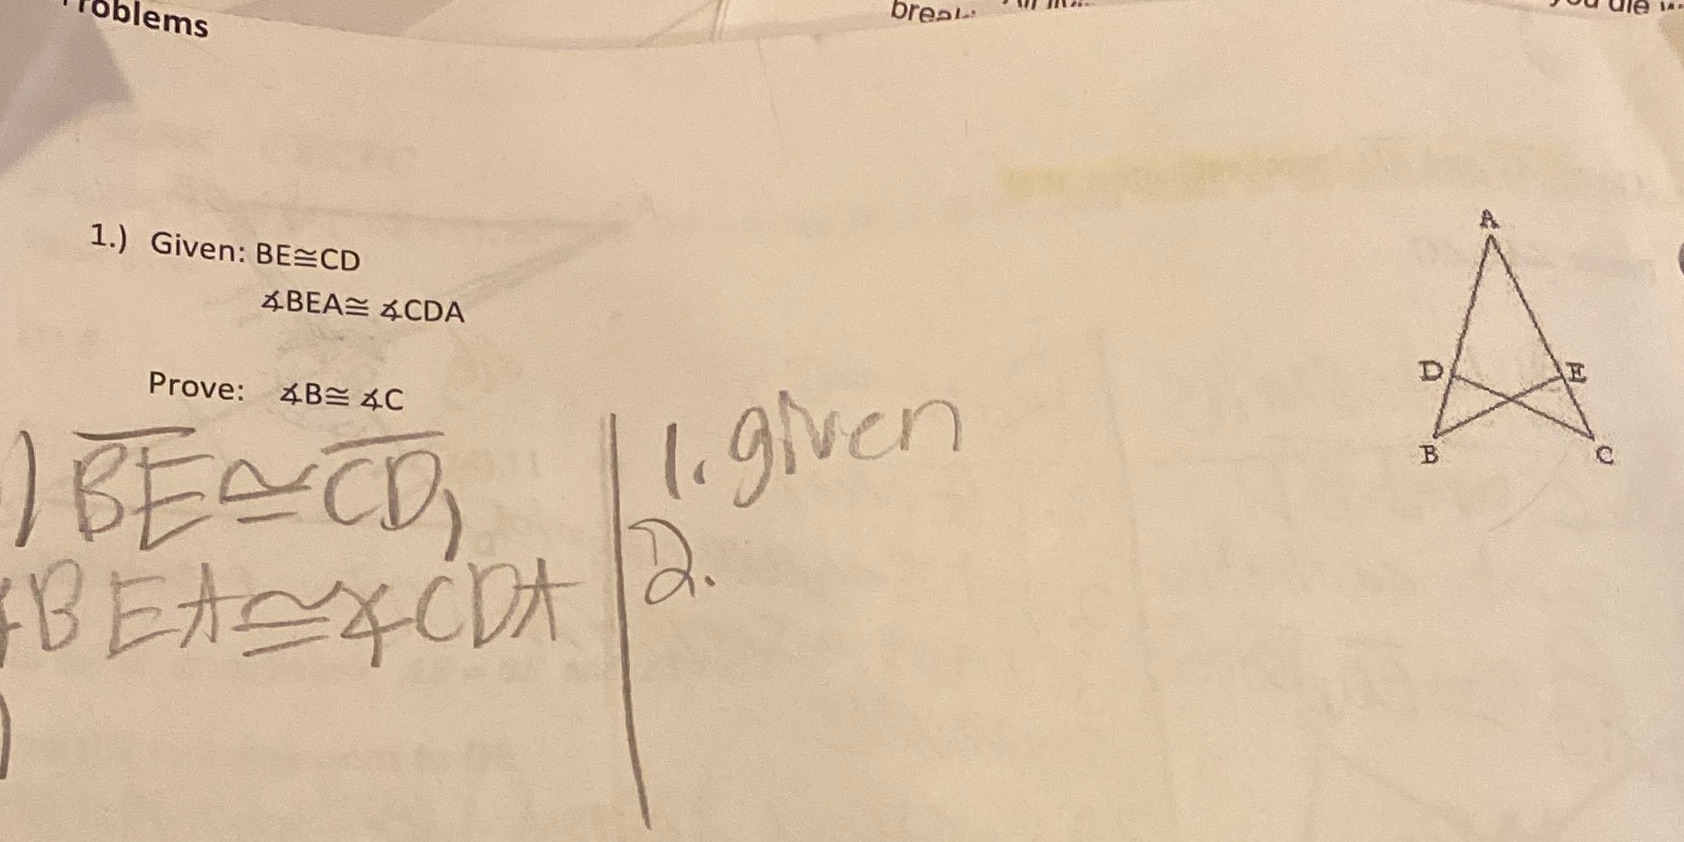 roblems
1.) Given: BE≅CD
∡BEA≅ ∡CDA
Prove: ∡B≅ ∡C
) BE≅CD,
∡BEA≅∡CDA
1. given
2.
A
D
E
B
C